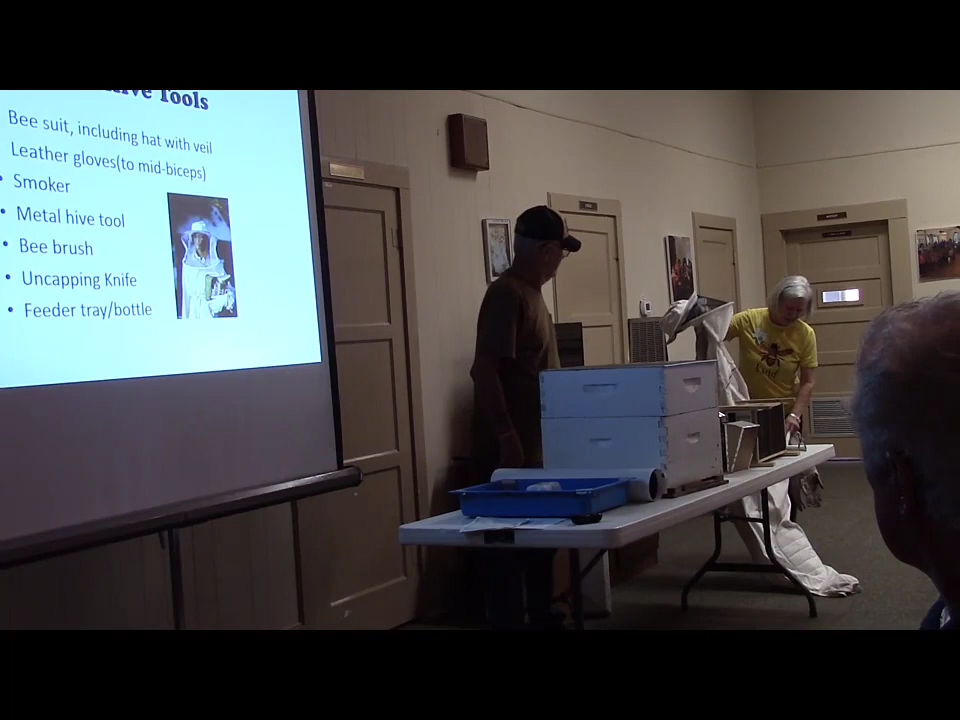 Tools
Bee suit, including hat with veil
Leather gloves(to mid-biceps)
• Smoker
• Metal hive tool
• Bee brush
• Uncapping Knife
• Feeder tray/bottle